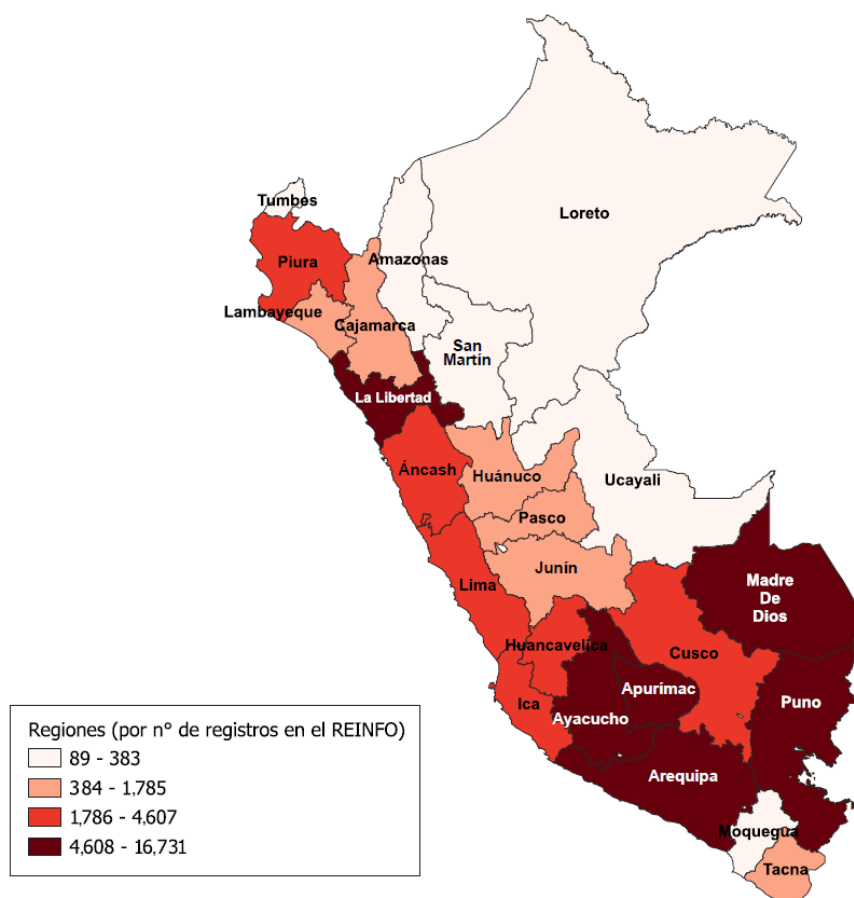 Tumbes
Loreto
Piura
Amazonas
Lambayeque
Cajamarca
San
Martín
La Libertad
Áncash
Huánuco
Ucayali
Pasco
Junín
Lima
Madre
De
Dios
Huancavelica
Cusco
Apurímac
Puno
Ica
Ayacucho
Arequipa
Moquegua
Tacna
Regiones (por n° de registros en el REINFO)
89 - 383
384 - 1,785
1,786 - 4,607
4,608 - 16,731